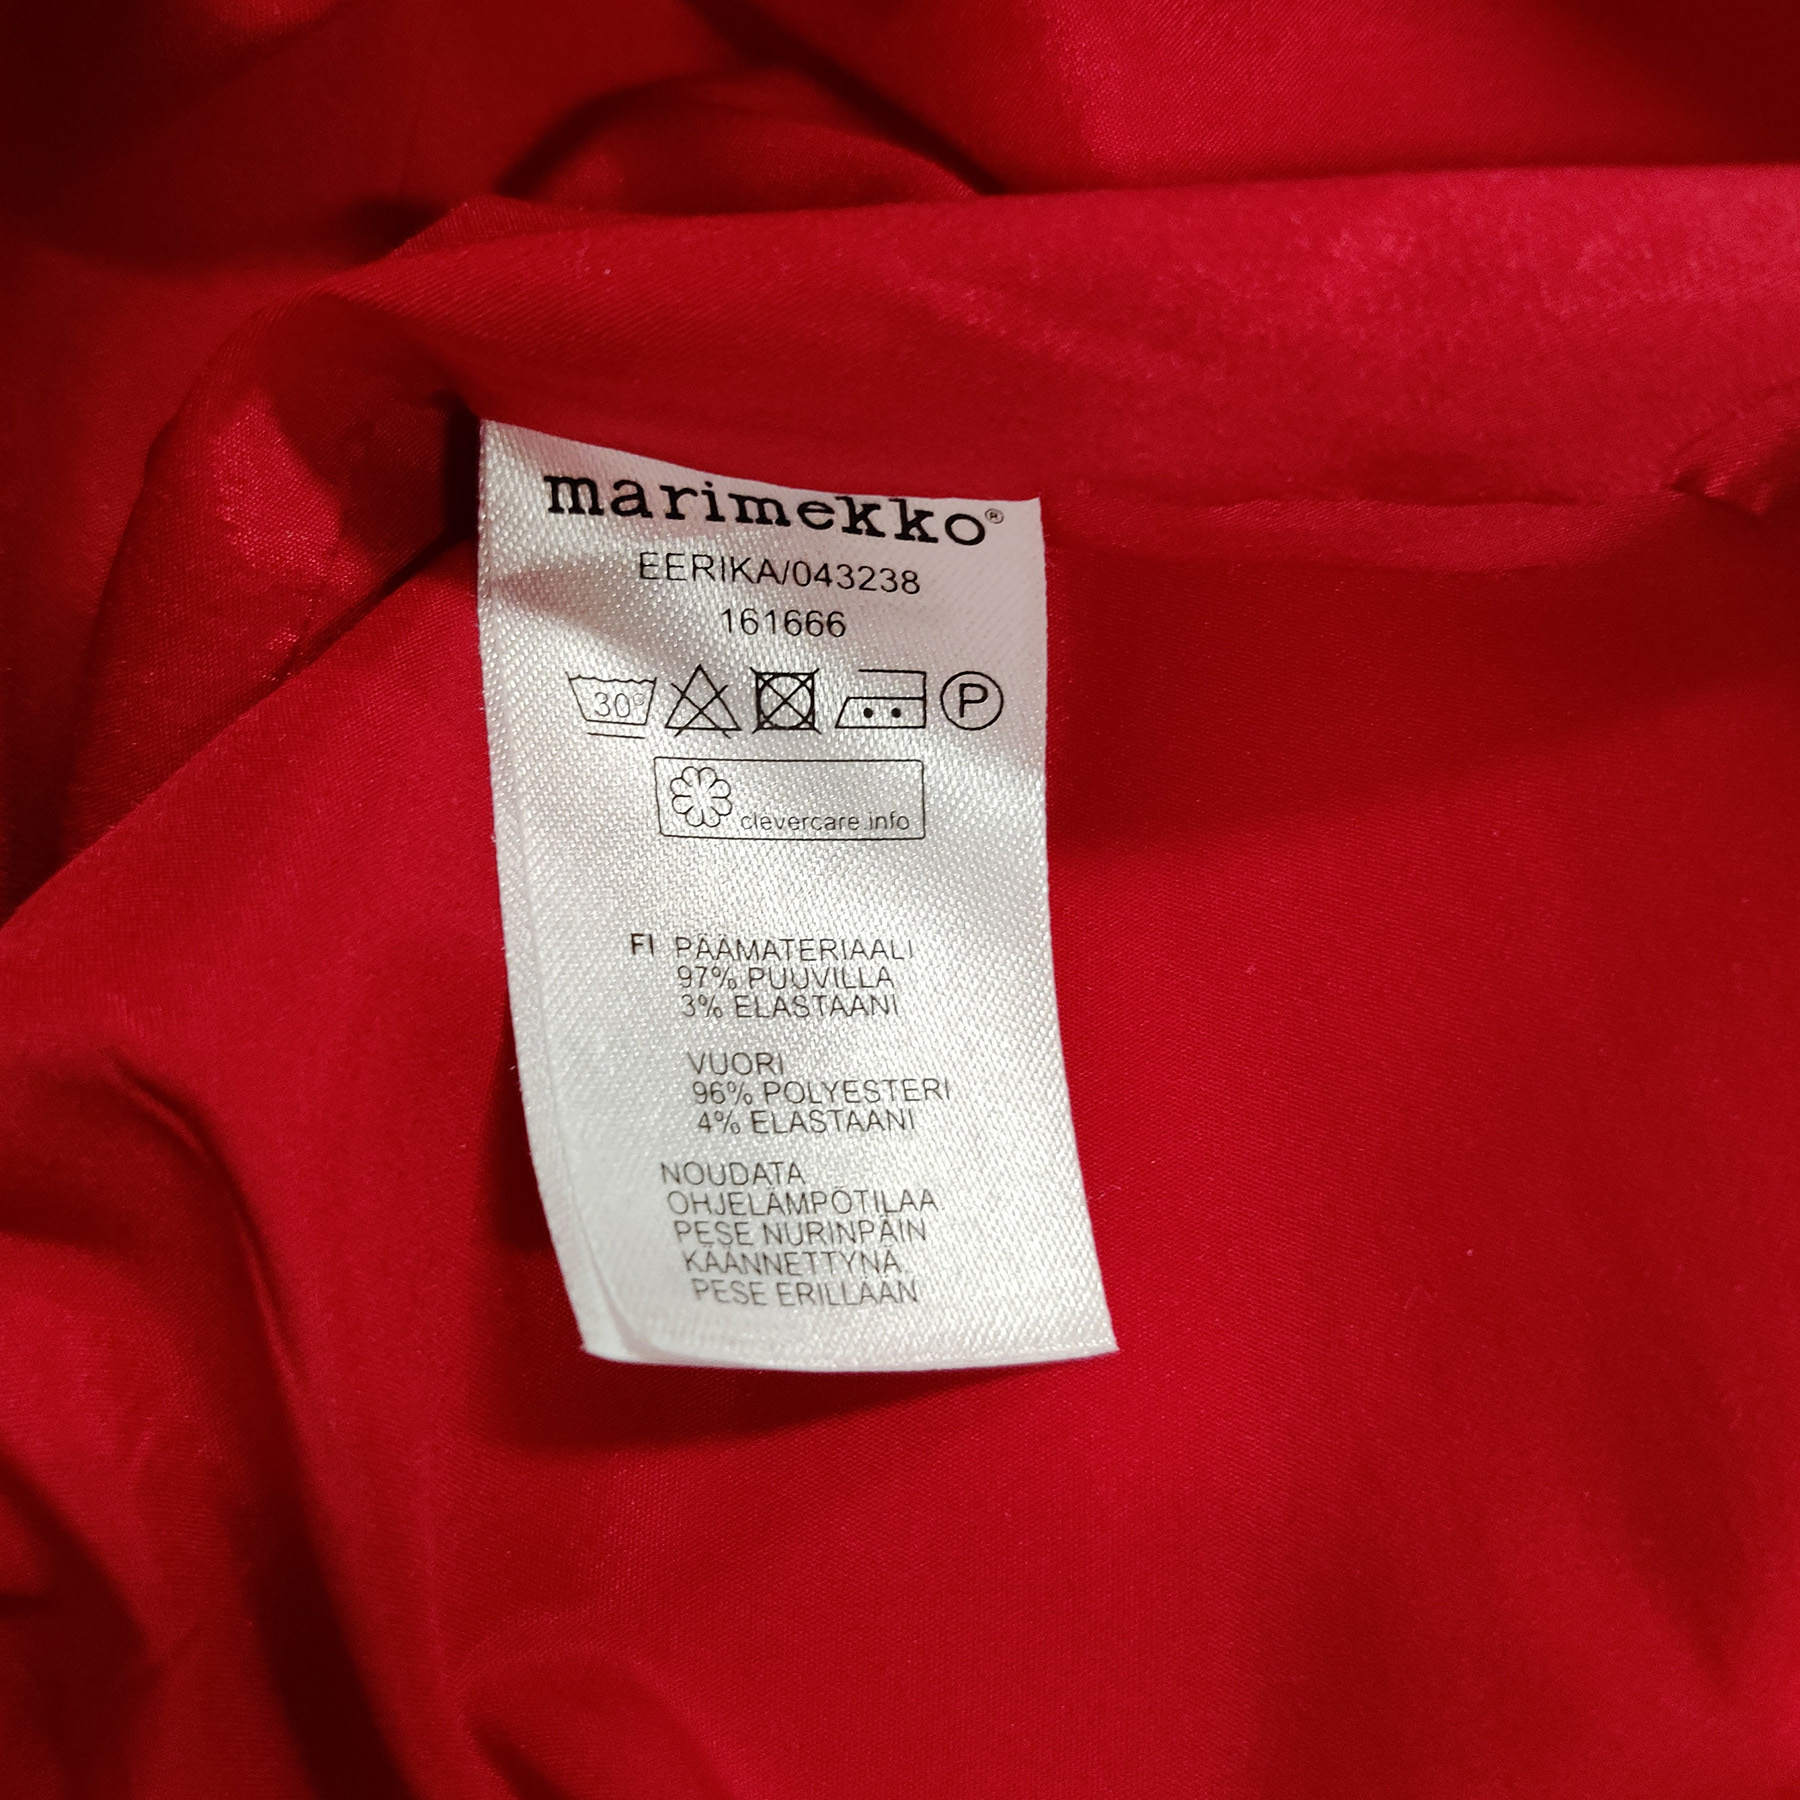 marimekko®
EERIKA/043238
161666
30° P
clevercare.info
FI PÄÄMATERIAALI
97% PUUVILLA
3% ELASTAANI
VUORI
96% POLYESTERI
4% ELASTAANI
NOUDATA
OHJELÄMPÖTILAA.
PESE NURINPÄIN
KÄÄNNETTYNÄ.
PESE ERILLÄÄN